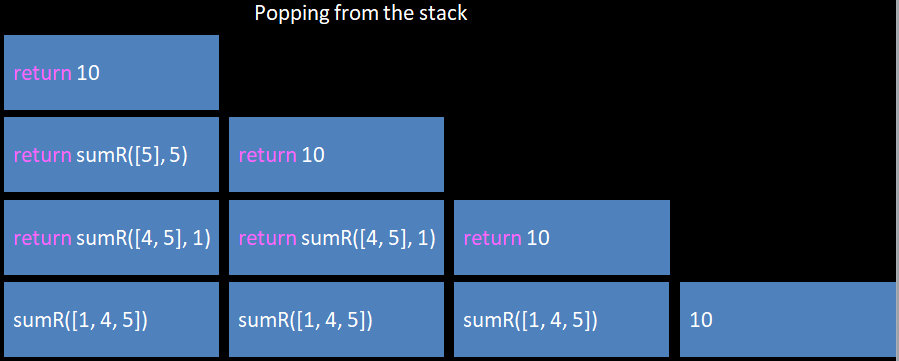 Popping from the stack
return 10
return sumR([5], 5)
return 10
return sumR([4, 5], 1)
return sumR([4, 5], 1)
return 10
sumR([1, 4, 5])
sumR([1, 4, 5])
sumR([1, 4, 5])
10